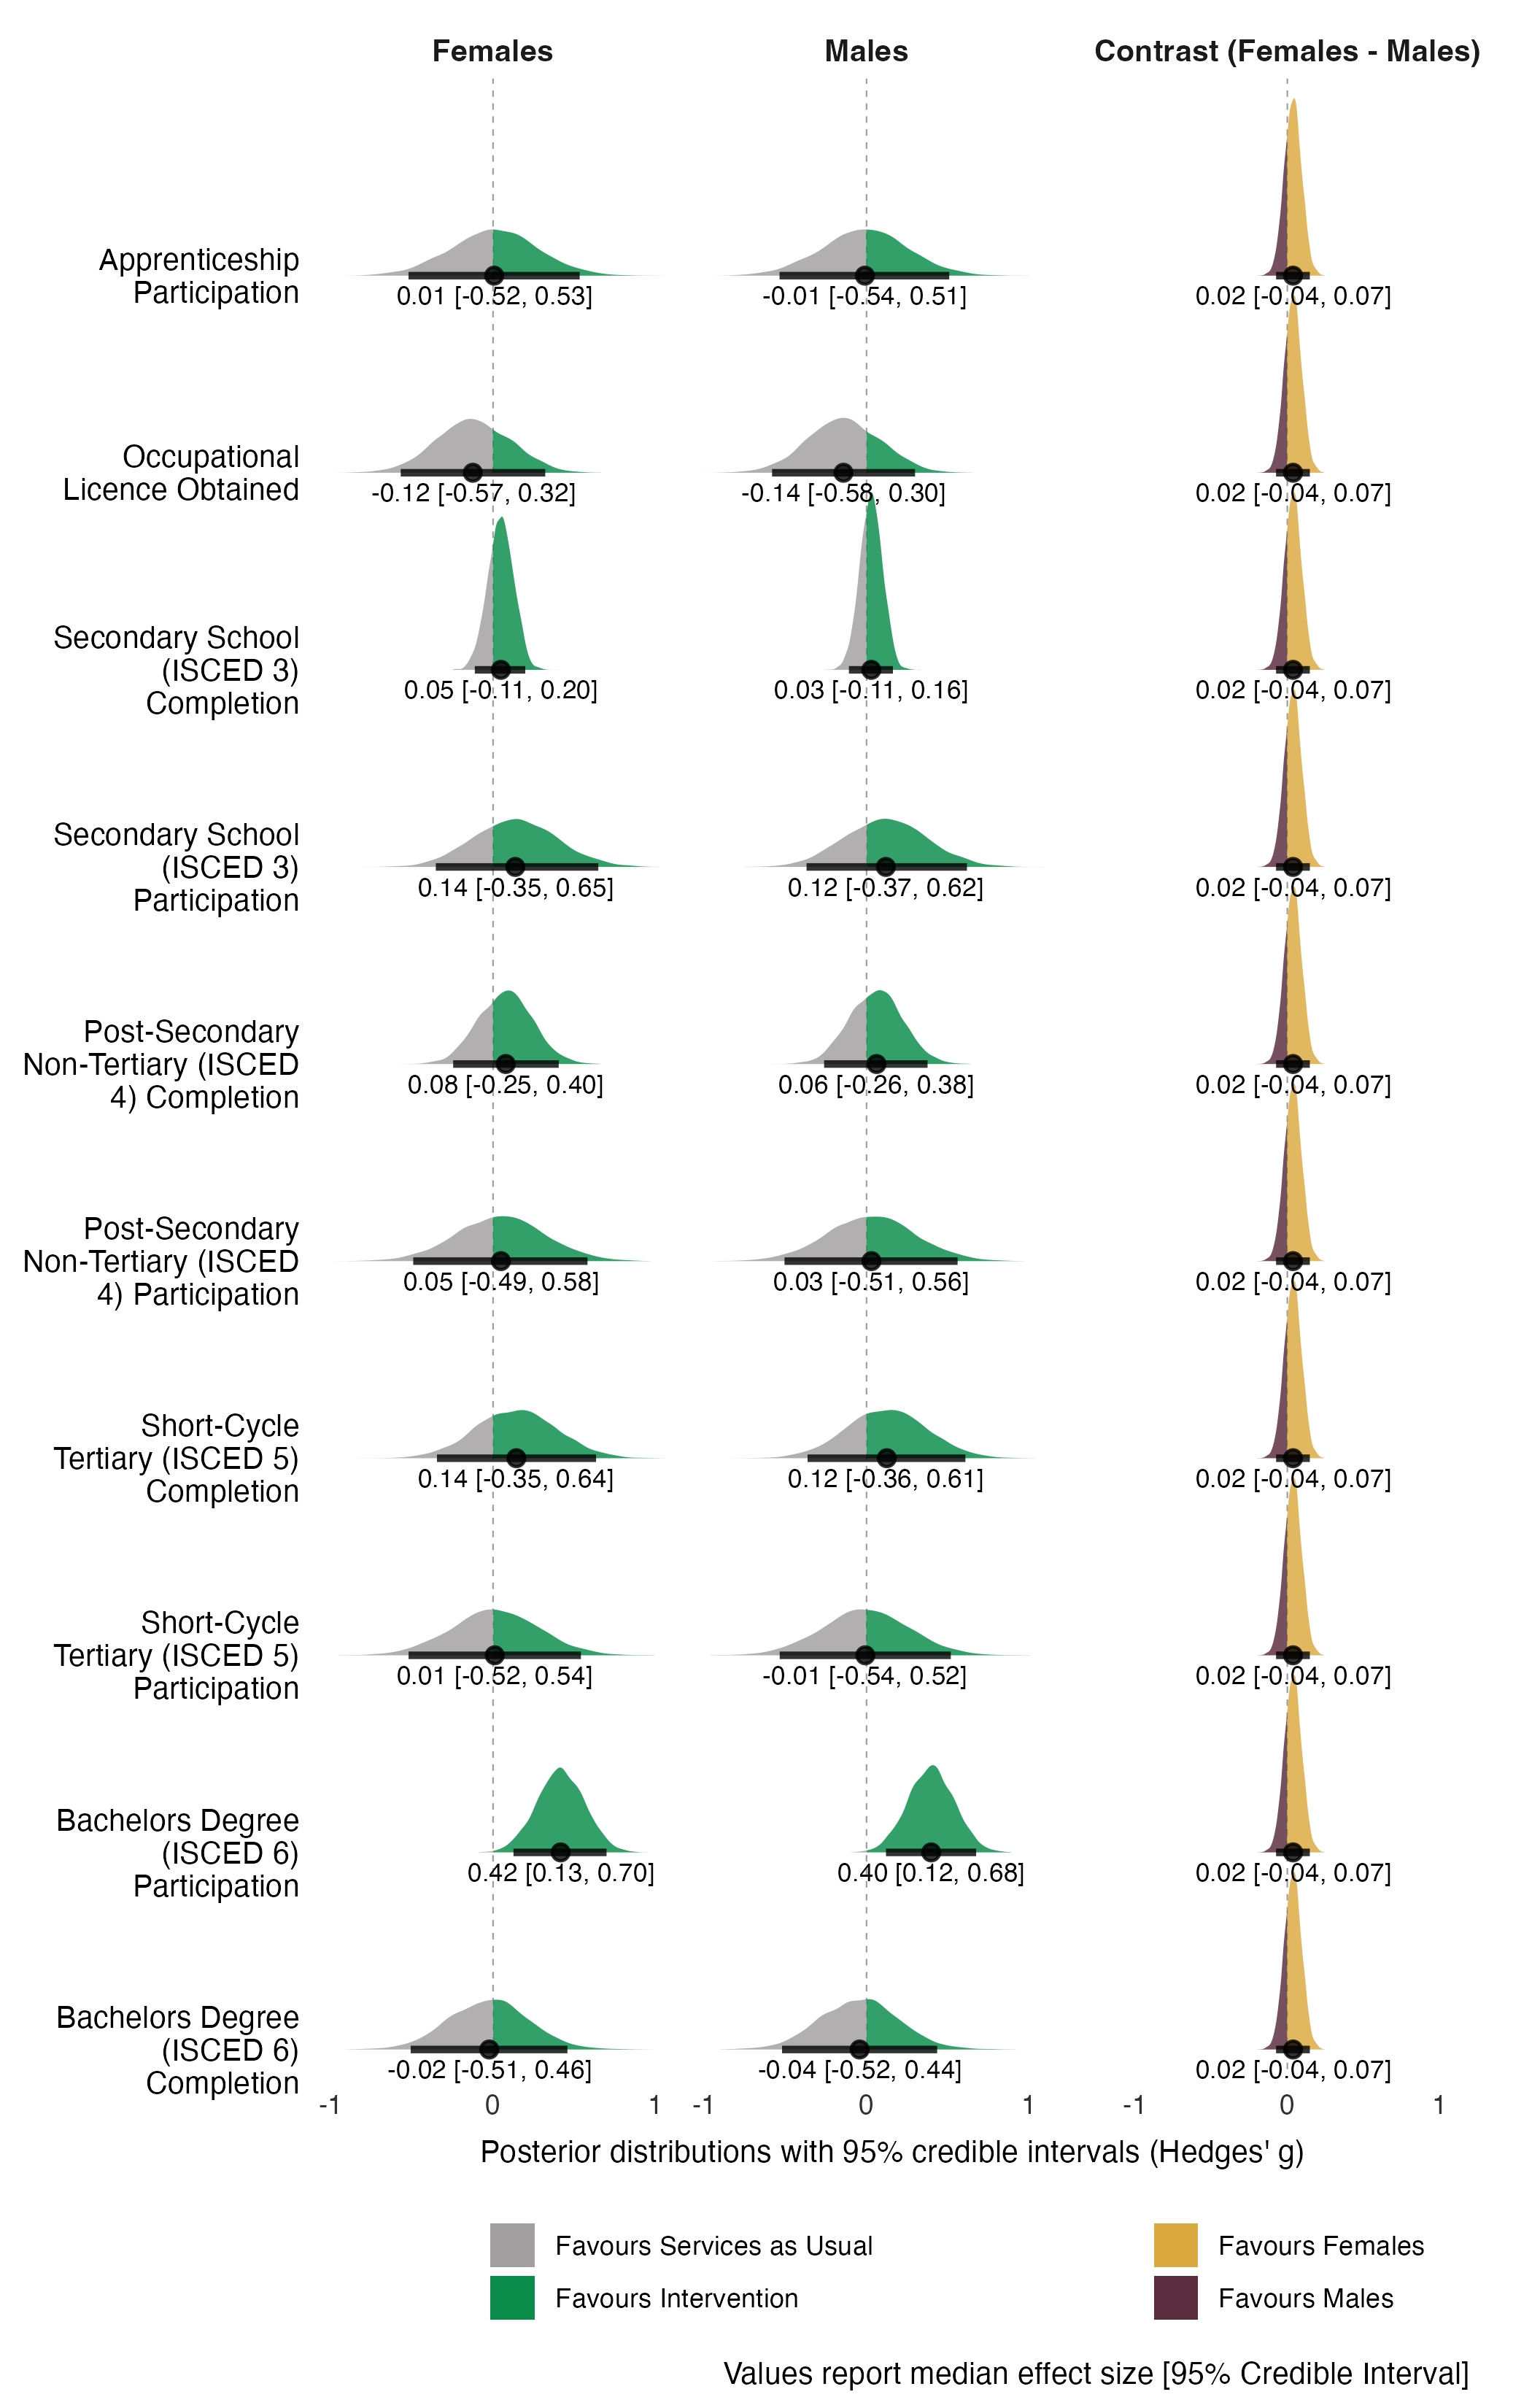 Females Males Contrast (Females - Males)
Apprenticeship
Participation
0.01 [-0.52, 0.53] -0.01 [-0.54, 0.51] 0.02 [-0.04, 0.07]
Occupational
Licence Obtained
-0.12 [-0.57, 0.32] -0.14 [-0.58, 0.30] 0.02 [-0.04, 0.07]
Secondary School
(ISCED 3)
Completion
0.05 [-0.11, 0.20] 0.03 [-0.11, 0.16] 0.02 [-0.04, 0.07]
Secondary School
(ISCED 3)
Participation
0.14 [-0.35, 0.65] 0.12 [-0.37, 0.62] 0.02 [-0.04, 0.07]
Post-Secondary
Non-Tertiary (ISCED
4) Completion
0.08 [-0.25, 0.40] 0.06 [-0.26, 0.38] 0.02 [-0.04, 0.07]
Post-Secondary
Non-Tertiary (ISCED
4) Participation
0.05 [-0.49, 0.58] 0.03 [-0.51, 0.56] 0.02 [-0.04, 0.07]
Short-Cycle
Tertiary (ISCED 5)
Completion
0.14 [-0.35, 0.64] 0.12 [-0.36, 0.61] 0.02 [-0.04, 0.07]
Short-Cycle
Tertiary (ISCED 5)
Participation
0.01 [-0.52, 0.54] -0.01 [-0.54, 0.52] 0.02 [-0.04, 0.07]
Bachelors Degree
(ISCED 6)
Participation
0.42 [0.13, 0.70] 0.40 [0.12, 0.68] 0.02 [-0.04, 0.07]
Bachelors Degree
(ISCED 6)
Completion
-0.02 [-0.51, 0.46] -0.04 [-0.52, 0.44] 0.02 [-0.04, 0.07]
-1 0 1 -1 0 1 -1 0 1
Posterior distributions with 95% credible intervals (Hedges' g)
Favours Services as Usual Favours Females
Favours Intervention Favours Males
Values report median effect size [95% Credible Interval]